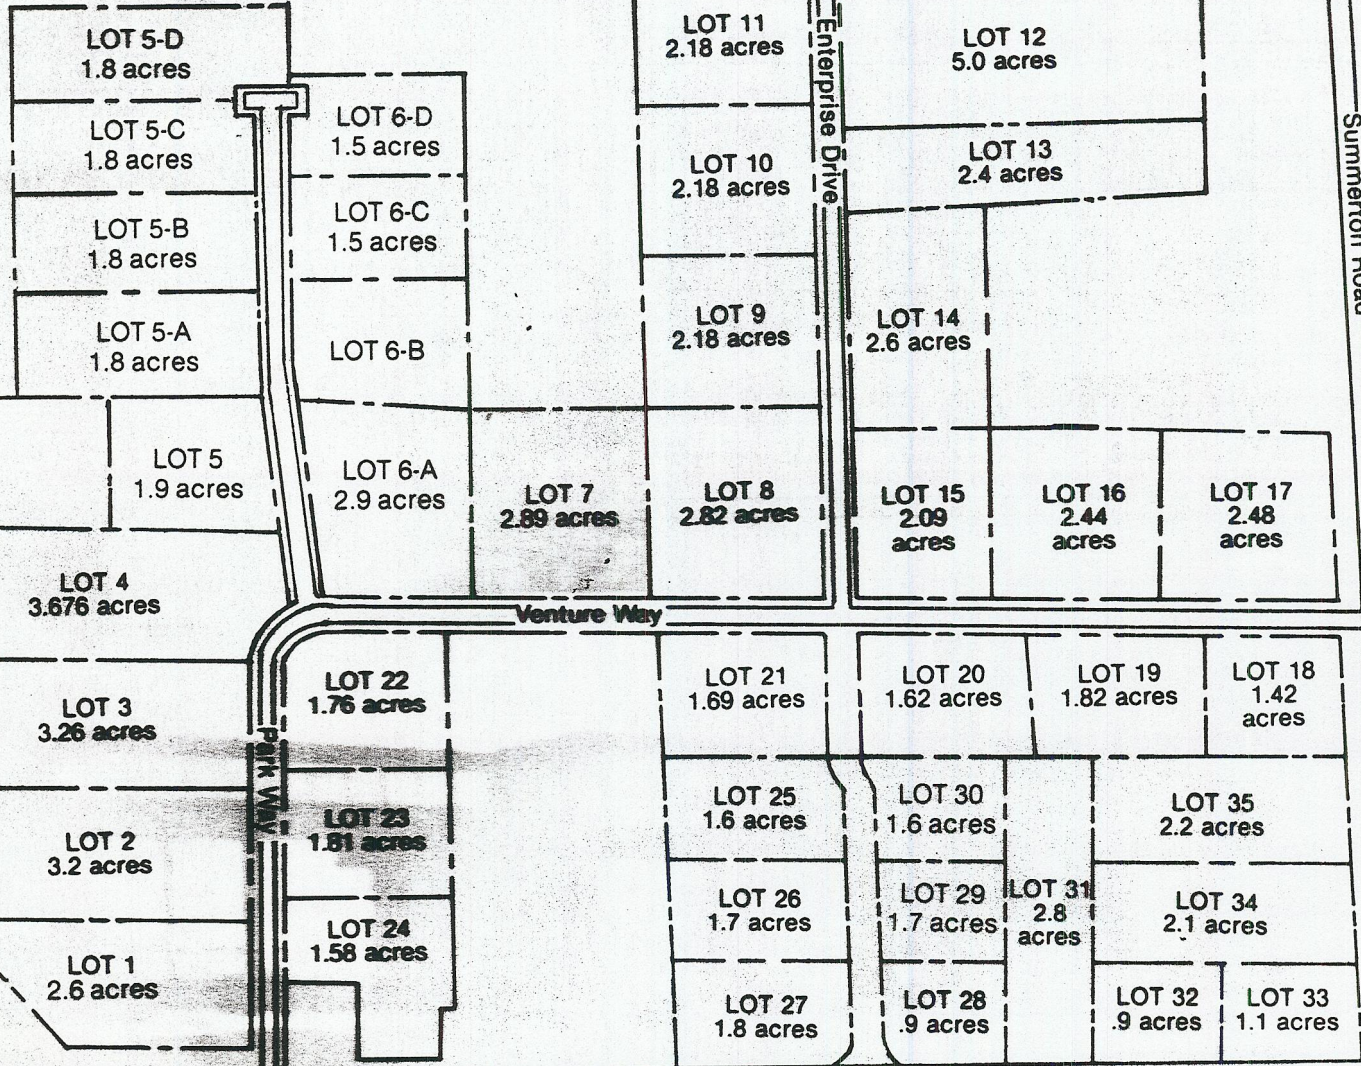 LOT 5-D
1.8 acres
LOT 5-C
1.8 acres
LOT 5-B
1.8 acres
LOT 5-A
1.8 acres
LOT 5
1.9 acres
LOT 4
3.676 acres
LOT 3
3.26 acres
LOT 2
3.2 acres
LOT 1
2.6 acres
LOT 6-D
1.5 acres
LOT 6-C
1.5 acres
LOT 6-B
LOT 6-A
2.9 acres
LOT 7
2.89 acres
LOT 8
2.82 acres
LOT 9
2.18 acres
LOT 10
2.18 acres
LOT 11
2.18 acres
Enterprise Drive
LOT 12
5.0 acres
LOT 13
2.4 acres
LOT 14
2.6 acres
LOT 15
2.09
acres
LOT 16
2.44
acres
LOT 17
2.48
acres
Summerton Road
Venture Way
Park Way
LOT 22
1.76 acres
LOT 23
1.81 acres
LOT 24
1.58 acres
LOT 21
1.69 acres
LOT 20
1.62 acres
LOT 19
1.82 acres
LOT 18
1.42
acres
LOT 25
1.6 acres
LOT 26
1.7 acres
LOT 27
1.8 acres
LOT 30
1.6 acres
LOT 29
1.7 acres
LOT 28
.9 acres
LOT 31
2.8
acres
LOT 35
2.2 acres
LOT 34
2.1 acres
LOT 32
.9 acres
LOT 33
1.1 acres